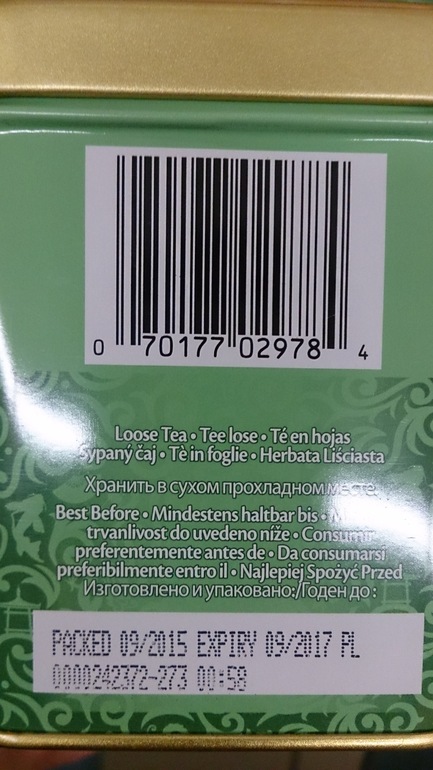 0 70177 02978 4
Loose Tea • Tee lose • Té en hojas
Sypaný čaj • Tè in foglie • Herbata Liściasta
Хранить в сухом прохладном месте.
Best Before • Mindestens haltbar bis •
trvanlivost do uvedeno níže • Consumir
preferentemente antes de • Da consumarsi
preferibilmente entro il • Najlepiej Spożyć Przed
Изготовлено и упаковано:/Годен до:
PACKED 09/2015 EXPIRY 09/2017 PL
0000242372-273 00:58